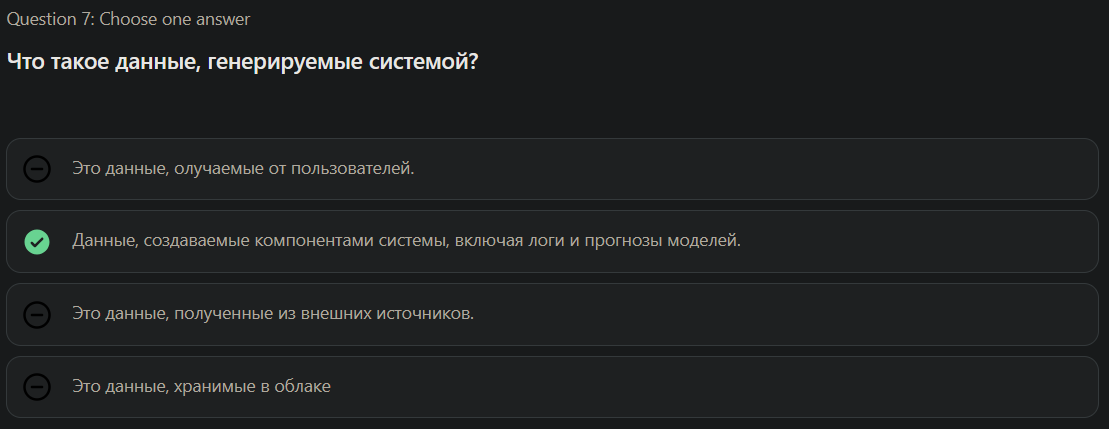 Question 7: Choose one answer
Что такое данные, генерируемые системой?
Это данные, олучаемые от пользователей.
Данные, создаваемые компонентами системы, включая логи и прогнозы моделей.
Это данные, полученные из внешних источников.
Это данные, хранимые в облаке